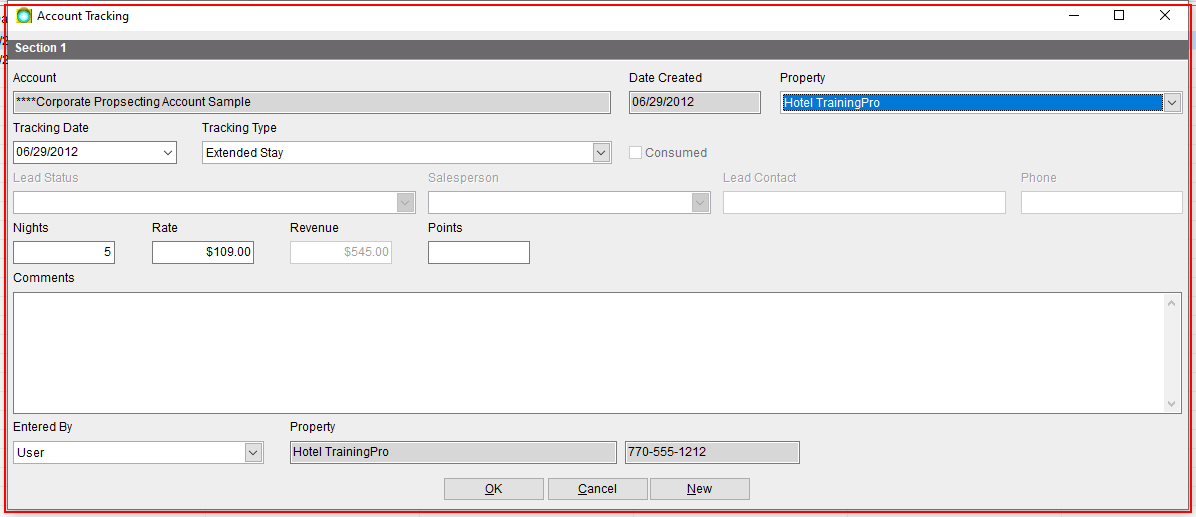 Account Tracking
Section 1
Account Date Created Property
****Corporate Propsecting Account Sample 06/29/2012 Hotel TrainingPro
Tracking Date Tracking Type
06/29/2012 Extended Stay Consumed
Lead Status Salesperson Lead Contact Phone
Nights Rate Revenue Points
5 $109.00 $545.00
Comments
Entered By Property
User Hotel TrainingPro 770-555-1212
OK Cancel New